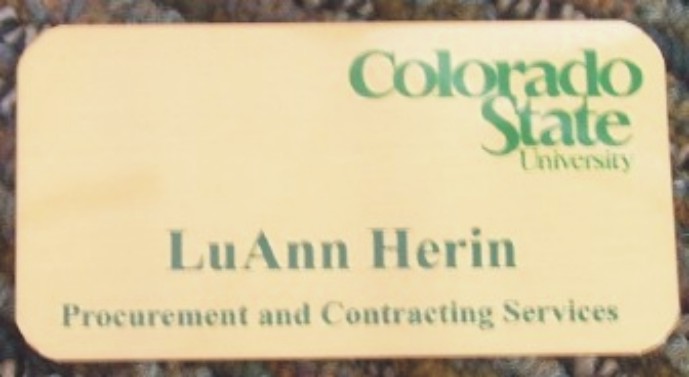 Colorado
State
University
LuAnn Herin
Procurement and Contracting Services